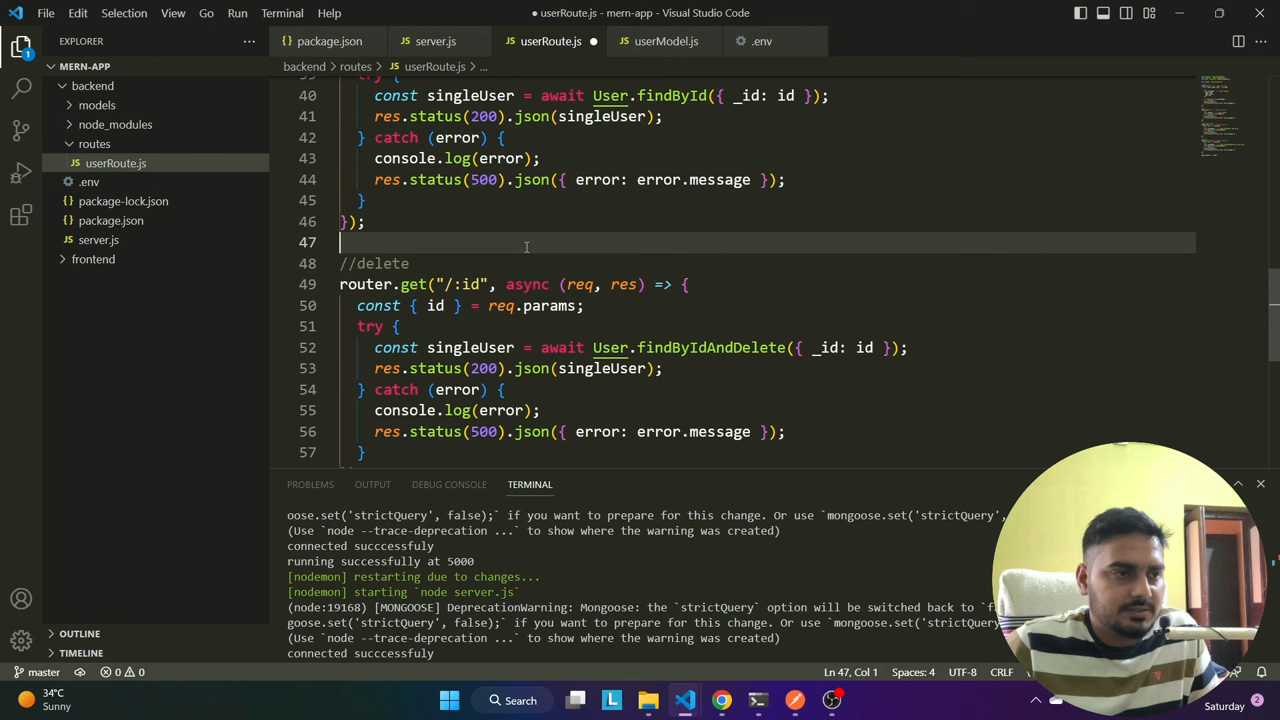 File Edit Selection View Go Run Terminal Help
● userRoute.js - mern-app - Visual Studio Code
EXPLORER
package.json
server.js
userRoute.js
userModel.js
.env
MERN-APP
backend > routes > userRoute.js > ...
backend
models
node_modules
routes
userRoute.js
.env
package-lock.json
package.json
server.js
frontend
39 try {
40 const singleUser = await User.findById({ _id: id });
41 res.status(200).json(singleUser);
42 } catch (error) {
43 console.log(error);
44 res.status(500).json({ error: error.message });
45 }
46 });
47
48 //delete
49 router.get("/:id", async (req, res) => {
50 const { id } = req.params;
51 try {
52 const singleUser = await User.findByIdAndDelete({ _id: id });
53 res.status(200).json(singleUser);
54 } catch (error) {
55 console.log(error);
56 res.status(500).json({ error: error.message });
57 }
PROBLEMS OUTPUT DEBUG CONSOLE TERMINAL
oose.set('strictQuery', false);` if you want to prepare for this change. Or use `mongoose.set('strictQuery',
(Use `node --trace-deprecation ...` to show where the warning was created)
connected succcessfuly
running successfully at 5000
[nodemon] restarting due to changes...
[nodemon] starting `node server.js`
(node:19168) [MONGOOSE] DeprecationWarning: Mongoose: the `strictQuery` option will be switched back to
goose.set('strictQuery', false);` if you want to prepare for this change. Or use `mongoose.set('strictQuery',
(Use `node --trace-deprecation ...` to show where the warning was created)
connected succcessfuly
OUTLINE
TIMELINE
master
0 0
Ln 47, Col 1 Spaces: 4 UTF-8 CRLF
34°C
Sunny
Search
Saturday 2
1